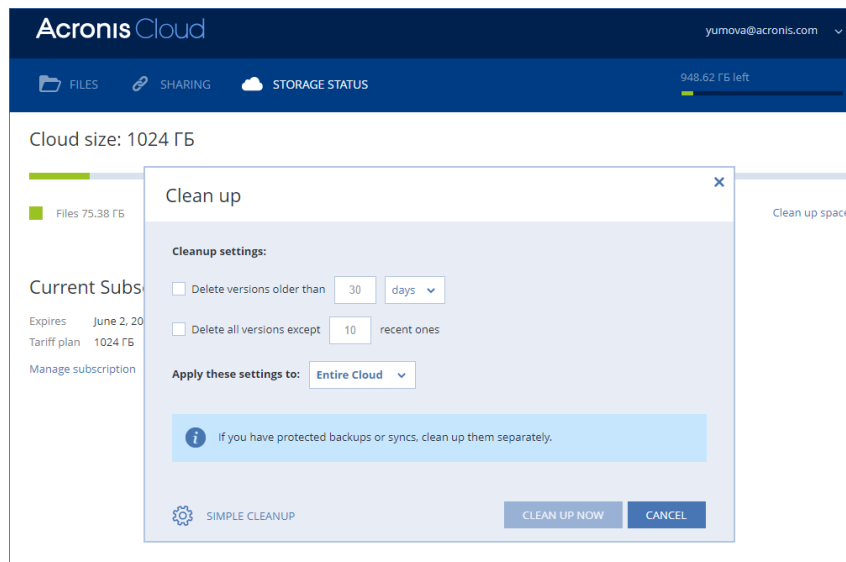 Acronis Cloud
yumova@acronis.com
FILES
SHARING
STORAGE STATUS
948.62 ГБ left
Cloud size: 1024 ГБ
Files 75.38 ГБ
Clean up space
Current Subs
Expires June 2, 20
Tariff plan 1024 ГБ
Manage subscription
Clean up
Cleanup settings:
Delete versions older than 30 days
Delete all versions except 10 recent ones
Apply these settings to: Entire Cloud
If you have protected backups or syncs, clean up them separately.
SIMPLE CLEANUP
CLEAN UP NOW
CANCEL